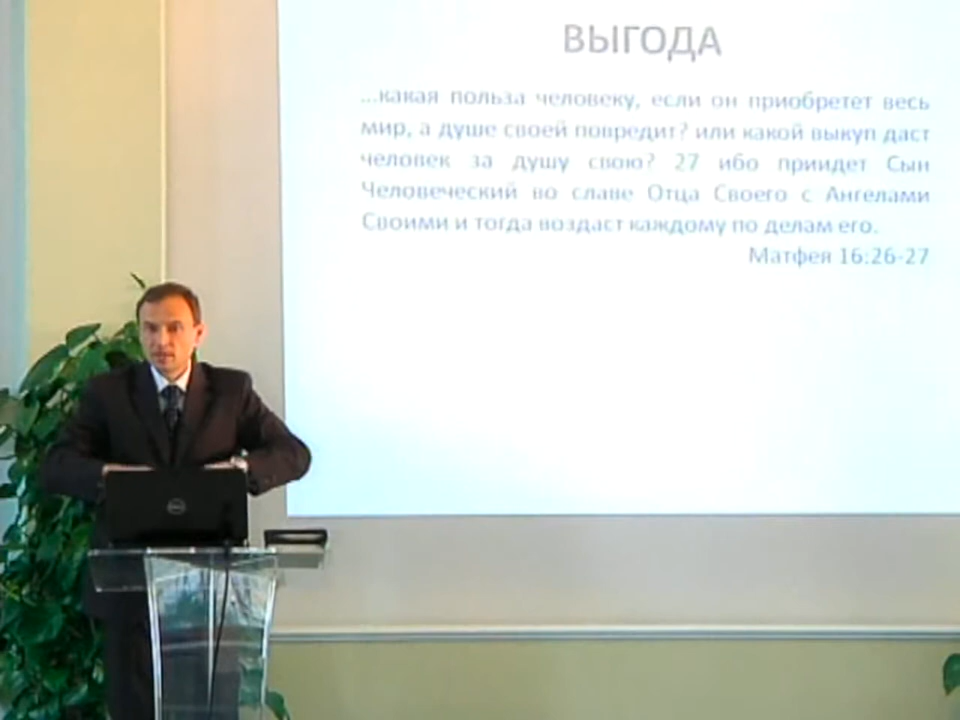 ВЫГОДА
...какая польза человеку, если он приобретет весь
мир, а душе своей повредит? или какой выкуп даст
человек за душу свою? 27 ибо приидет Сын
Человеческий во славе Отца Своего с Ангелами
Своими и тогда воздаст каждому по делам его.
Матфея 16:26-27
DELL